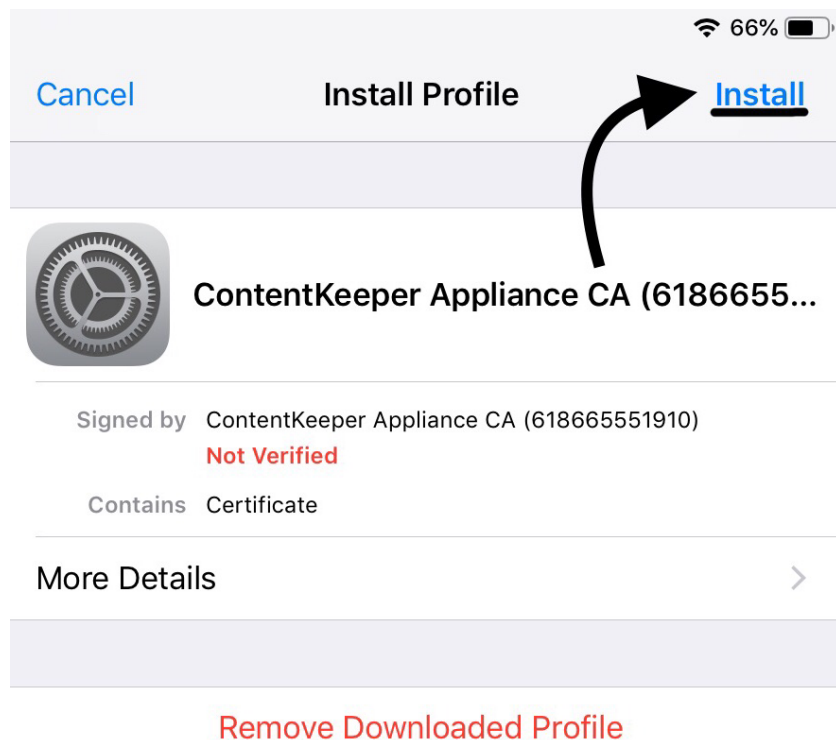 66%
Cancel Install Profile Install
ContentKeeper Appliance CA (6186655...
Signed by ContentKeeper Appliance CA (618665551910)
Not Verified
Contains Certificate
More Details
Remove Downloaded Profile